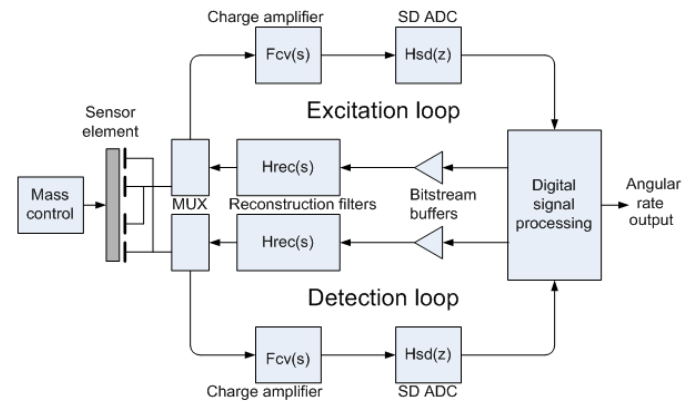 Charge amplifier
SD ADC
Fcv(s)
Hsd(z)
Excitation loop
Sensor
element
Hrec(s)
Mass
control
MUX
Reconstruction filters
Bitstream
buffers
Digital
signal
processing
Angular
rate
output
Hrec(s)
Detection loop
Fcv(s)
Hsd(z)
Charge amplifier
SD ADC